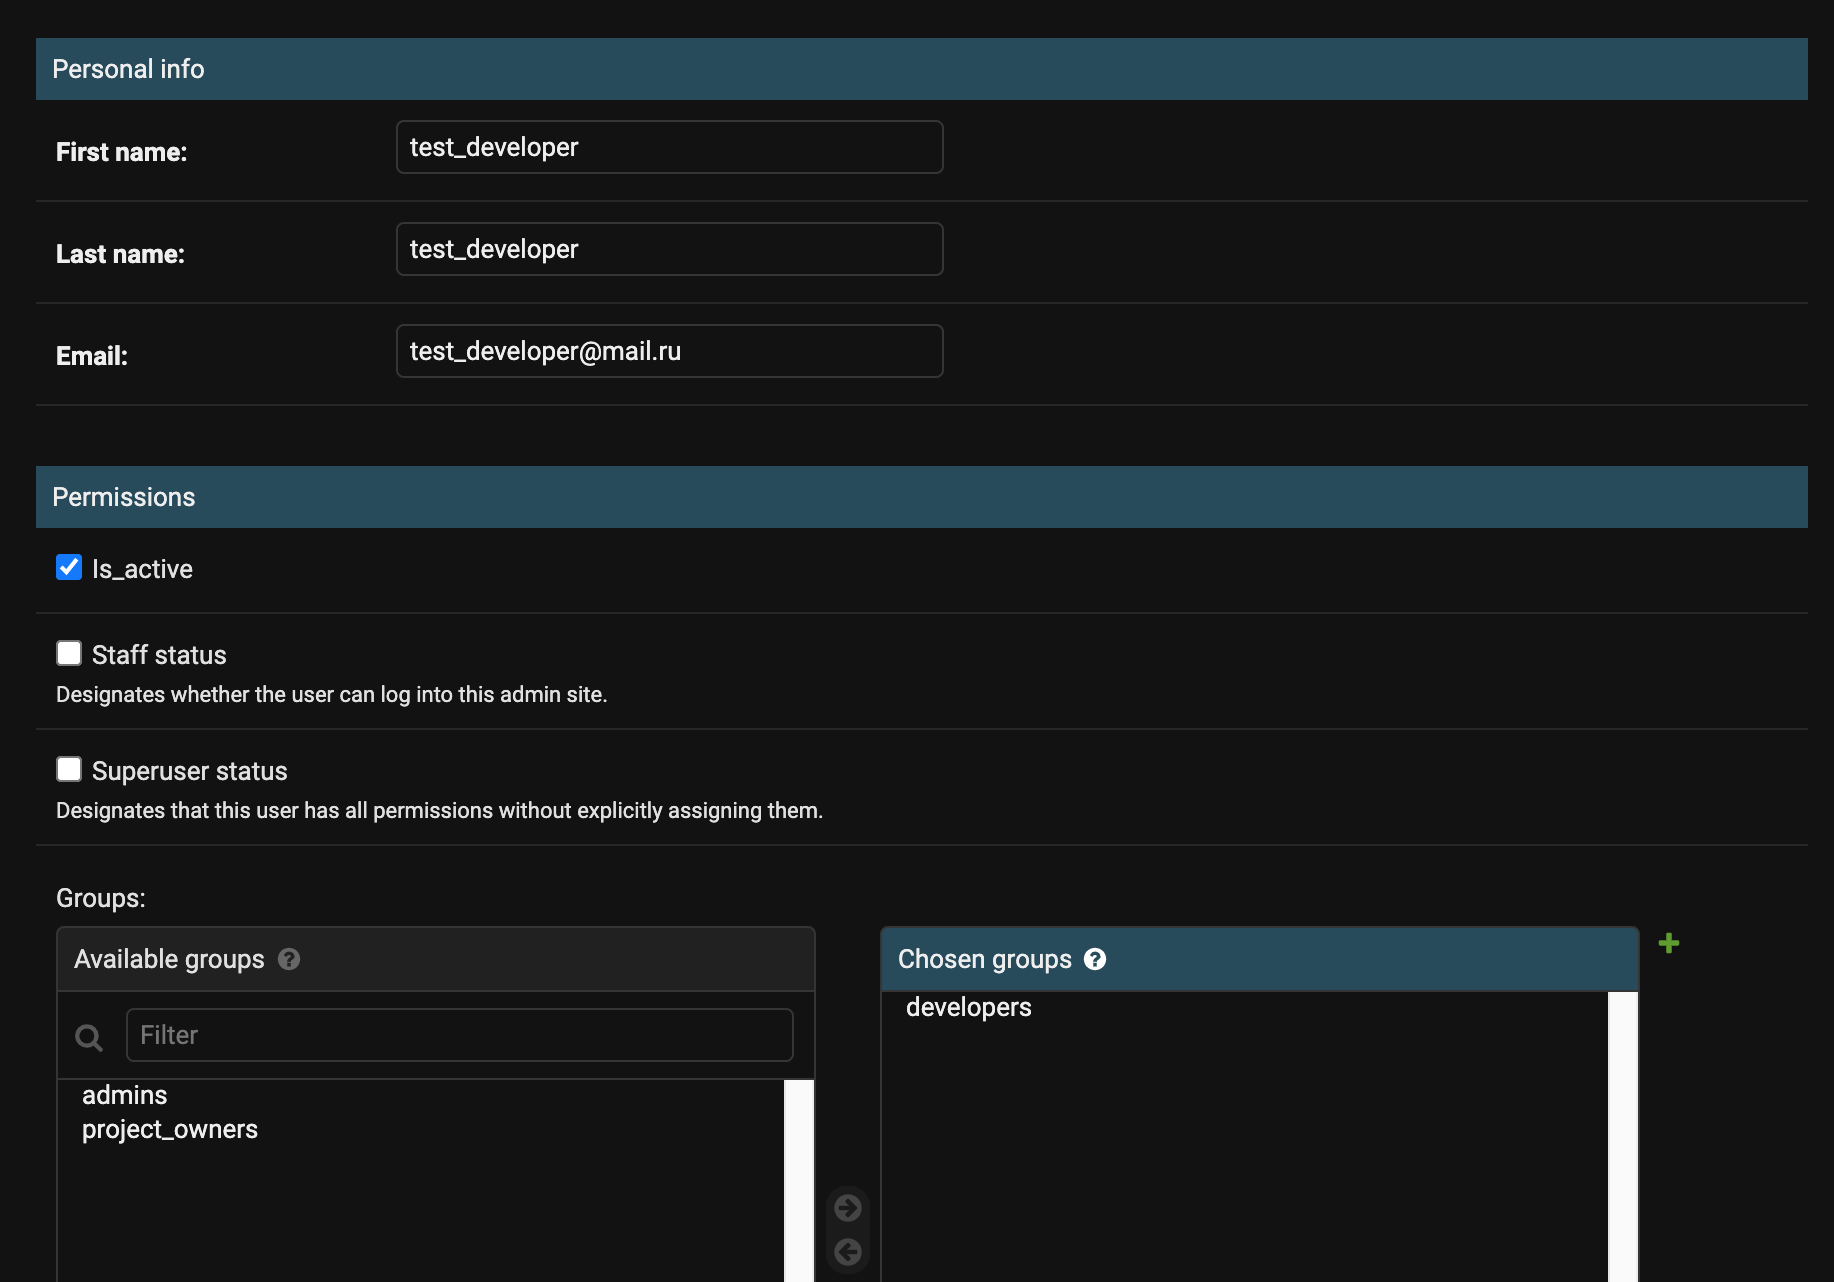 Personal info
First name:
test_developer
Last name:
test_developer
Email:
test_developer@mail.ru
Permissions
Is_active
Staff status
Designates whether the user can log into this admin site.
Superuser status
Designates that this user has all permissions without explicitly assigning them.
Groups:
Available groups ?
Filter
admins
project_owners
Chosen groups ?
developers